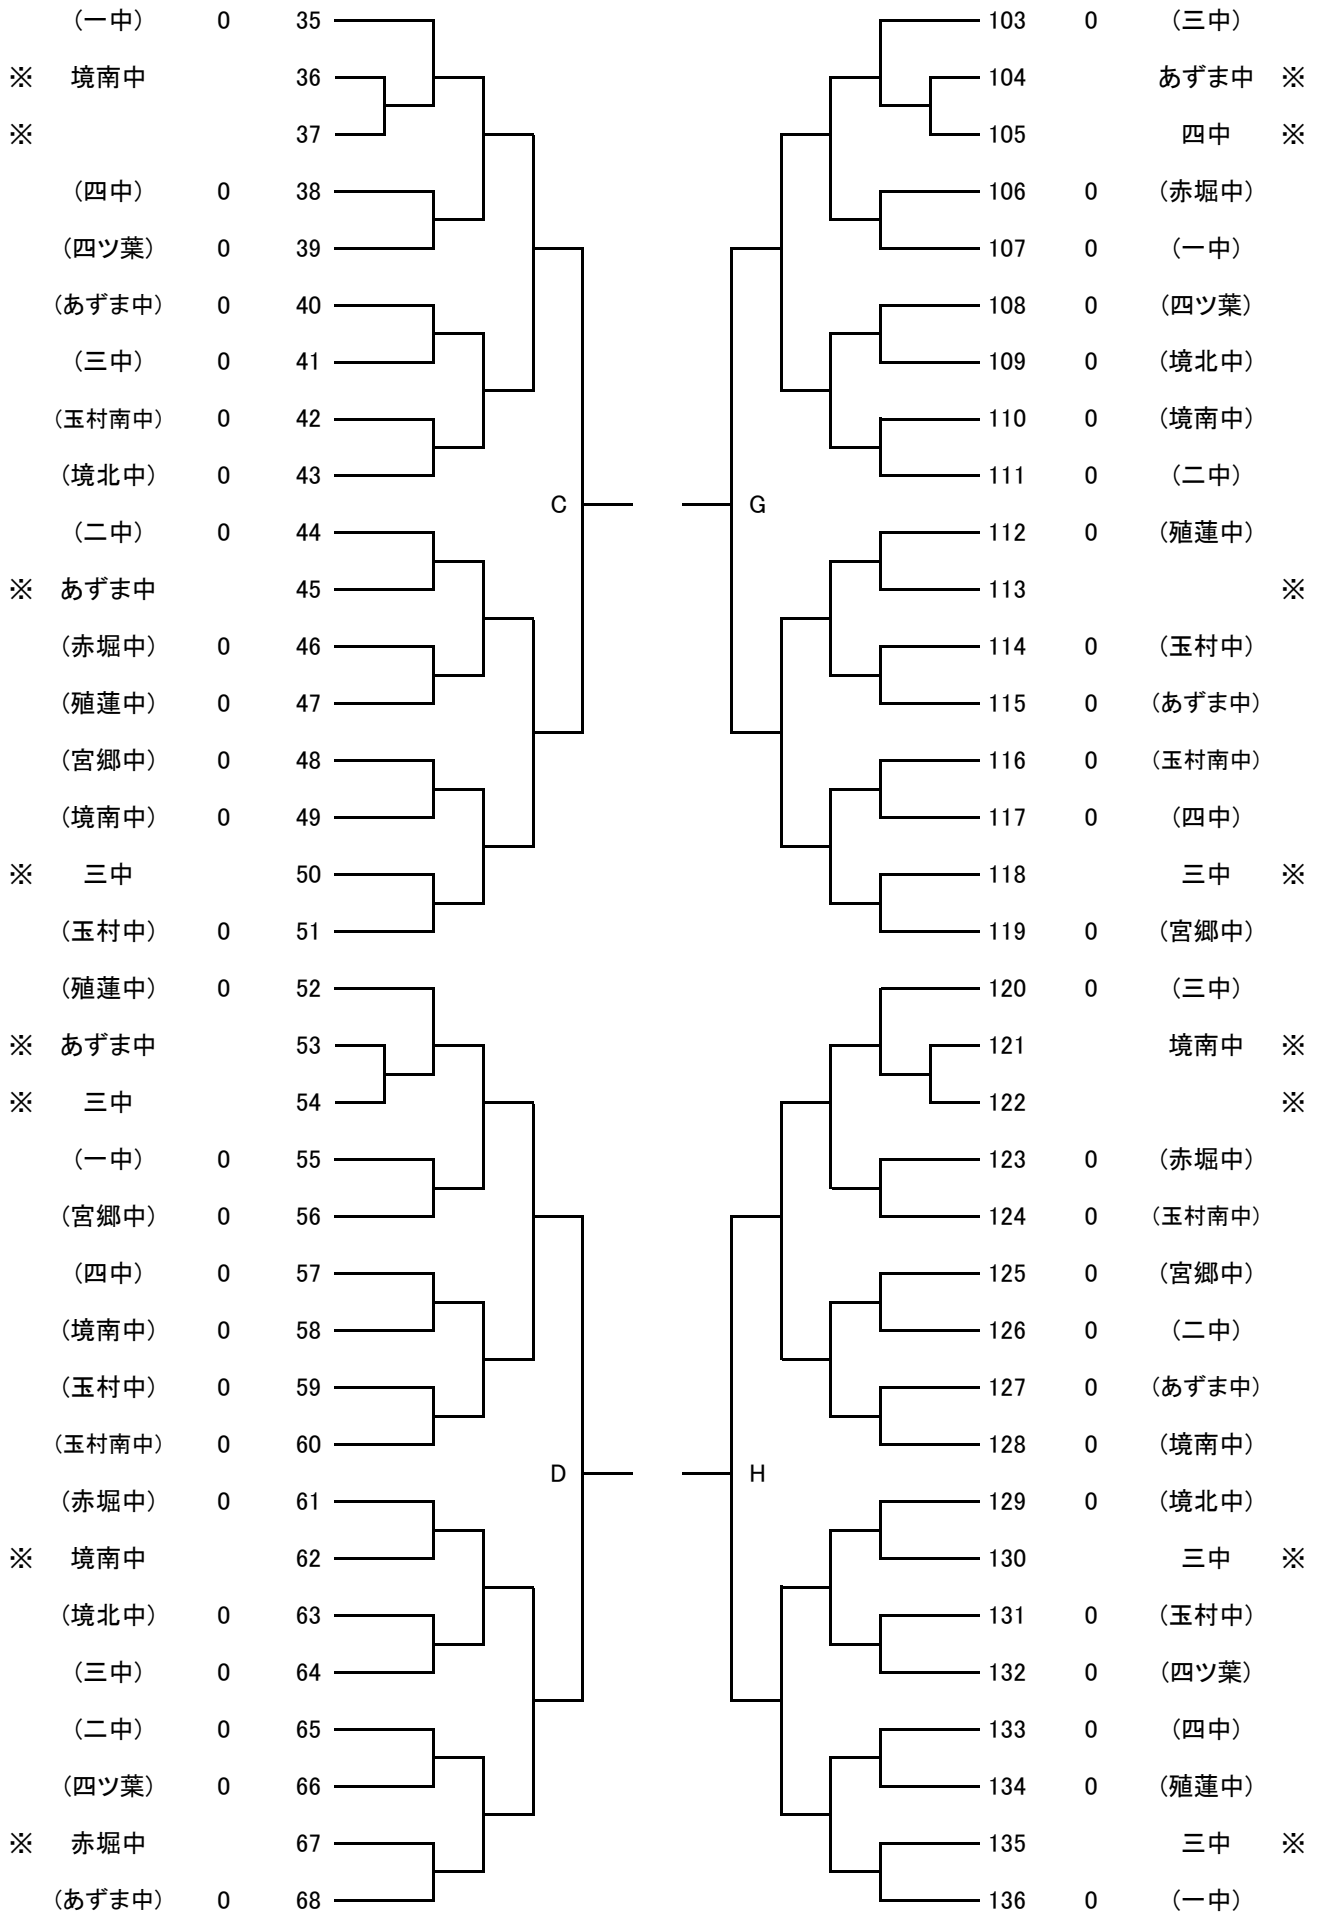 （一中） 0 35 103 0 （三中）
※ 境南中 36 104 あずま中 ※
※ 37 105 四中 ※
（四中） 0 38 106 0 （赤堀中）
（四ツ葉） 0 39 107 0 （一中）
（あずま中） 0 40 108 0 （四ツ葉）
（三中） 0 41 109 0 （境北中）
（玉村南中） 0 42 110 0 （境南中）
（境北中） 0 43 111 0 （二中）
C G
（二中） 0 44 112 0 （殖蓮中）
※ あずま中 45 113 ※
（赤堀中） 0 46 114 0 （玉村中）
（殖蓮中） 0 47 115 0 （あずま中）
（宮郷中） 0 48 116 0 （玉村南中）
（境南中） 0 49 117 0 （四中）
※ 三中 50 118 三中 ※
（玉村中） 0 51 119 0 （宮郷中）
（殖蓮中） 0 52 120 0 （三中）
※ あずま中 53 121 境南中 ※
※ 三中 54 122 ※
（一中） 0 55 123 0 （赤堀中）
（宮郷中） 0 56 124 0 （玉村南中）
（四中） 0 57 125 0 （宮郷中）
（境南中） 0 58 126 0 （二中）
（玉村中） 0 59 127 0 （あずま中）
（玉村南中） 0 60 128 0 （境南中）
D H
（赤堀中） 0 61 129 0 （境北中）
※ 境南中 62 130 三中 ※
（境北中） 0 63 131 0 （玉村中）
（三中） 0 64 132 0 （四ツ葉）
（二中） 0 65 133 0 （四中）
（四ツ葉） 0 66 134 0 （殖蓮中）
※ 赤堀中 67 135 三中 ※
（あずま中） 0 68 136 0 （一中）